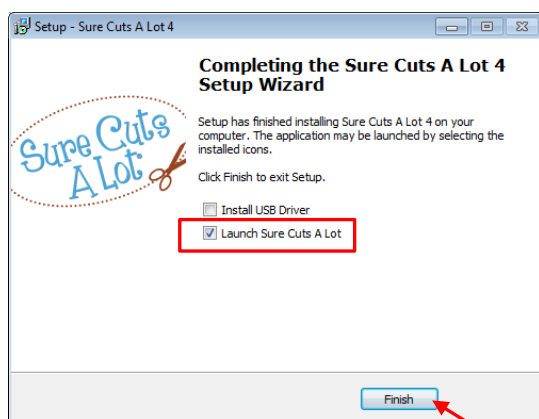 Setup - Sure Cuts A Lot 4
Completing the Sure Cuts A Lot 4
Setup Wizard
Sure Cuts
A Lot
Setup has finished installing Sure Cuts A Lot 4 on your
computer. The application may be launched by selecting the
installed icons.
Click Finish to exit Setup.
Install USB Driver
Launch Sure Cuts A Lot
Finish